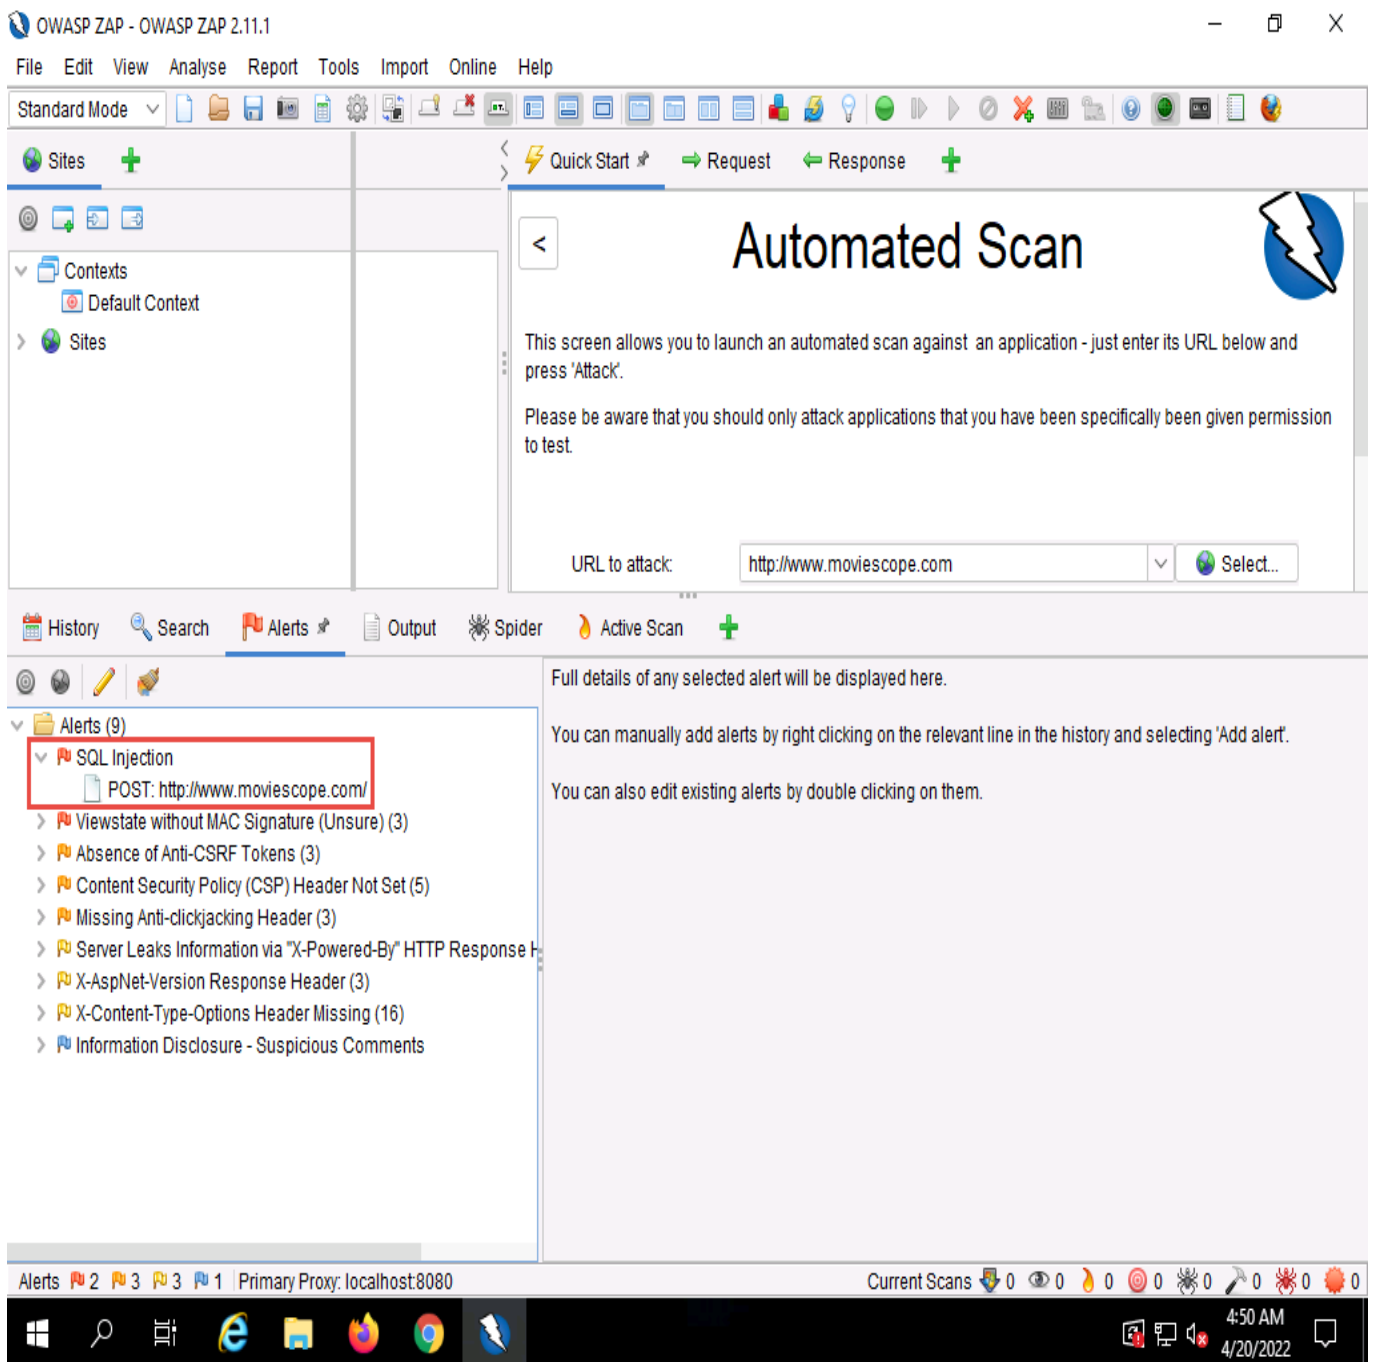 OWASP ZAP - OWASP ZAP 2.11.1
File Edit View Analyse Report Tools Import Online Help
Standard Mode
Sites
Quick Start Request Response
<
Automated Scan
Contexts
Default Context
Sites
This screen allows you to launch an automated scan against an application - just enter its URL below and
press 'Attack'.
Please be aware that you should only attack applications that you have been specifically been given permission
to test.
URL to attack: http://www.moviescope.com Select...
History Search Alerts Output Spider Active Scan
Alerts (9)
SQL Injection
POST: http://www.moviescope.com/
Viewstate without MAC Signature (Unsure) (3)
Absence of Anti-CSRF Tokens (3)
Content Security Policy (CSP) Header Not Set (5)
Missing Anti-clickjacking Header (3)
Server Leaks Information via "X-Powered-By" HTTP Response
X-AspNet-Version Response Header (3)
X-Content-Type-Options Header Missing (16)
Information Disclosure - Suspicious Comments
Full details of any selected alert will be displayed here.
You can manually add alerts by right clicking on the relevant line in the history and selecting 'Add alert'.
You can also edit existing alerts by double clicking on them.
Alerts 2 3 3 1 Primary Proxy: localhost:8080 Current Scans 0 0 0 0 0 0 0 0
4:50 AM
4/20/2022